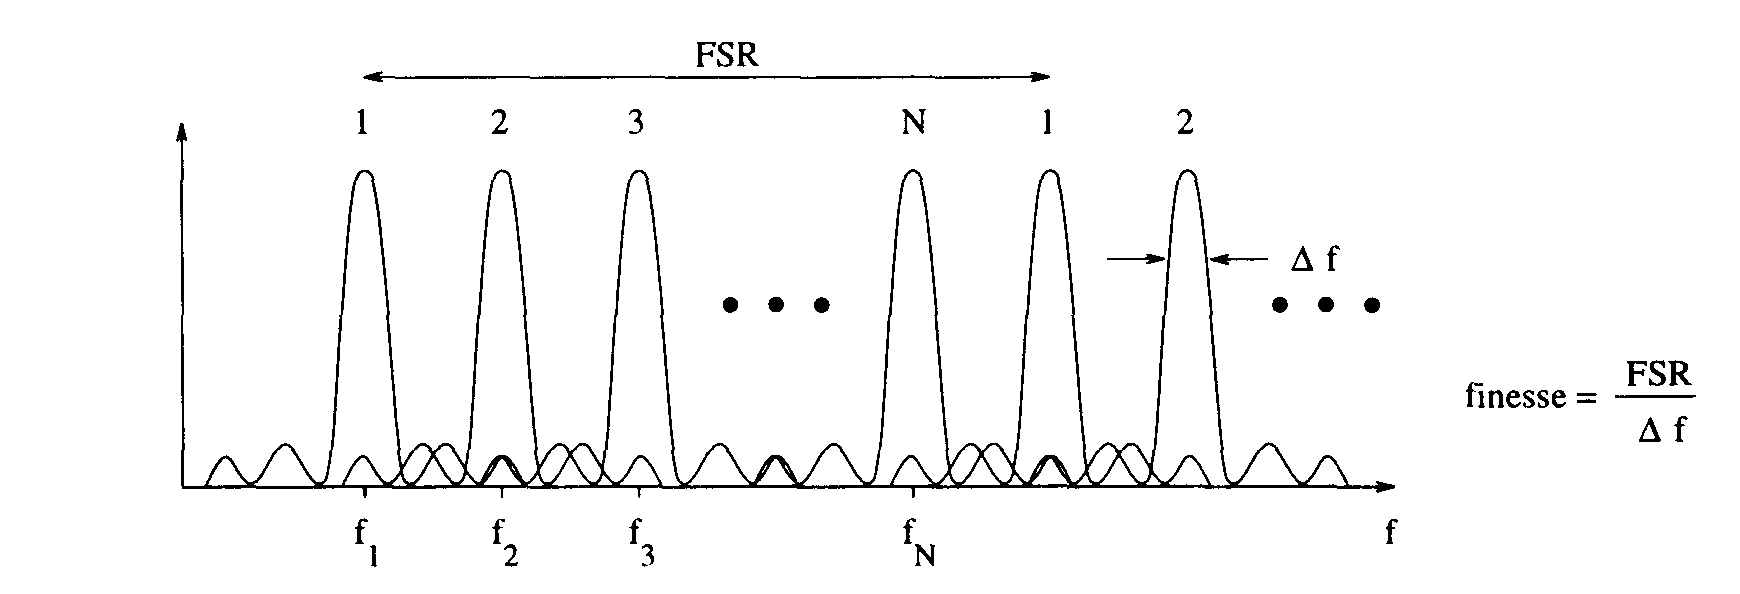 FSR
1 2 3 N 1 2
Δ f
finesse = FSR
Δ f
f1 f2 f3 fN f